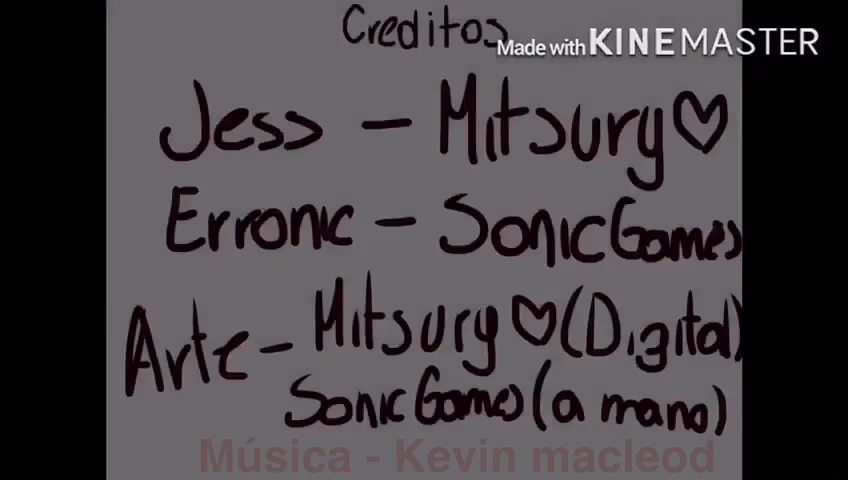 Creditos
Made with KINEMASTER
Jess - Mitsury♡
Erronic - SonicGames
Arte - Mitsury♡(Digital)
SonicGames(a mano)
Música - Kevin macleod